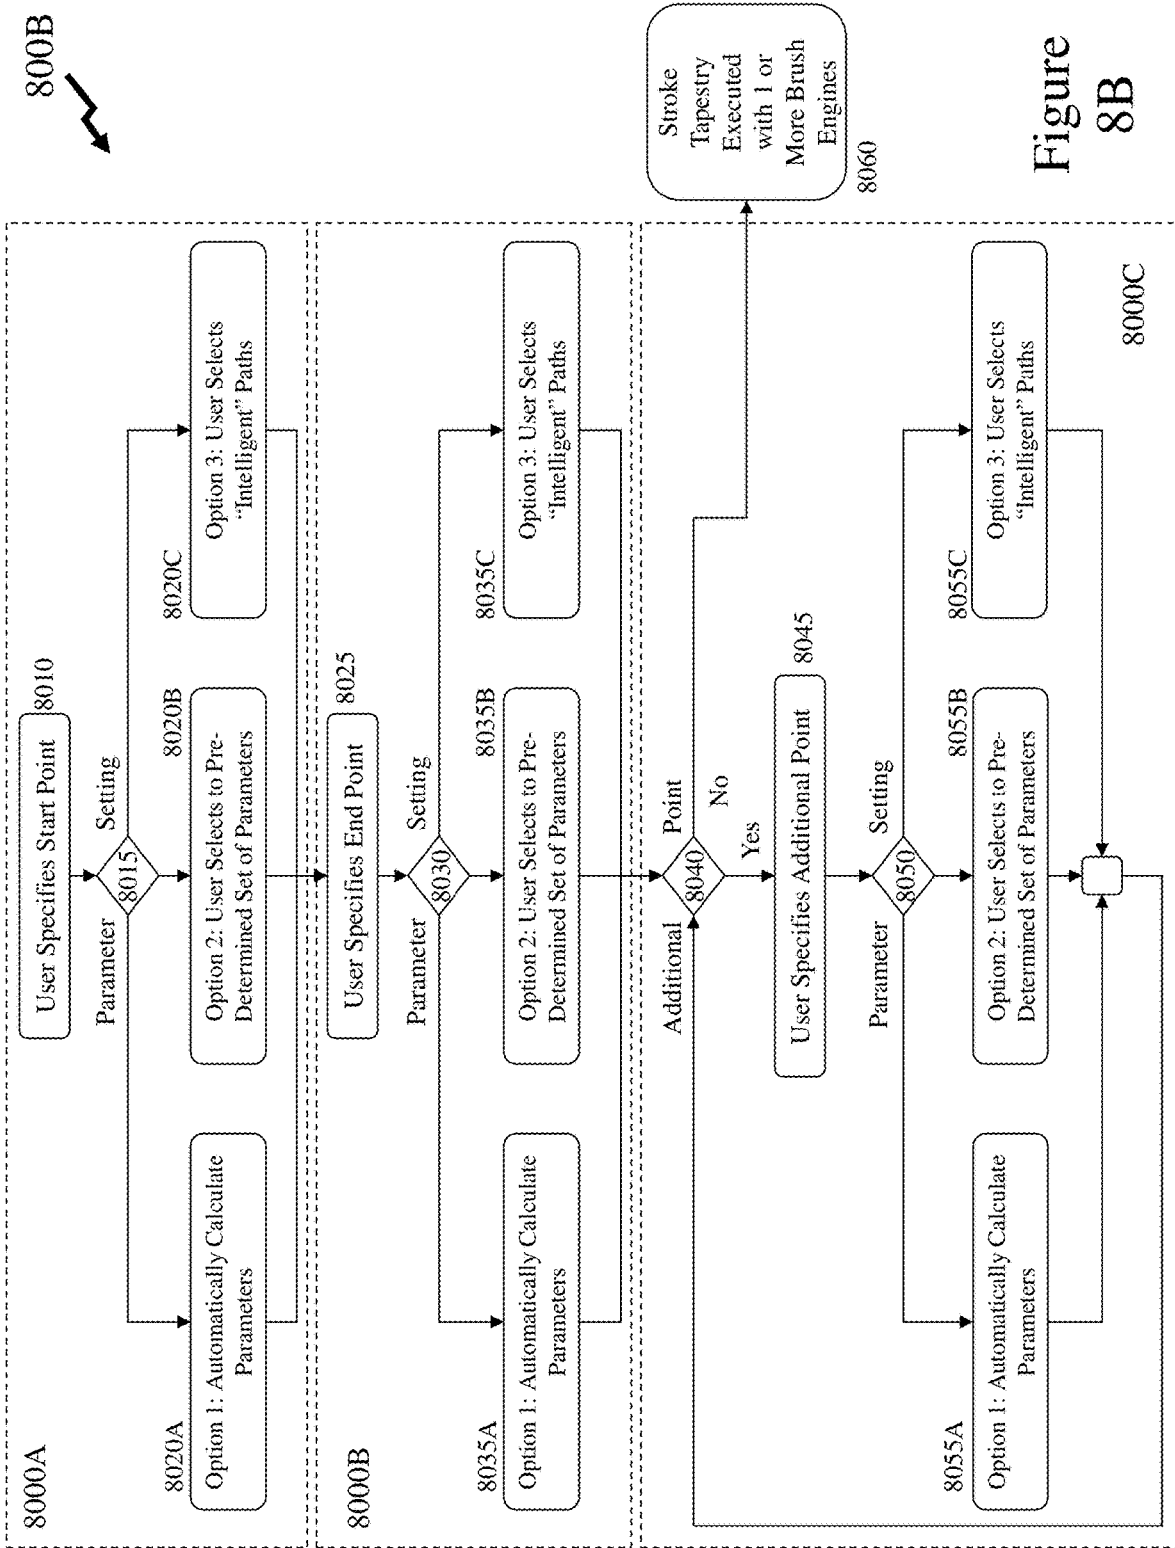 800B
8000A
User Specifies Start Point
8010
Parameter
8015
Setting
8020A
Option 1: Automatically Calculate
Parameters
8020B
Option 2: User Selects to Pre-
Determined Set of Parameters
8020C
Option 3: User Selects
“Intelligent” Paths
8000B
User Specifies End Point
8025
Parameter
8030
Setting
8035A
Option 1: Automatically Calculate
Parameters
8035B
Option 2: User Selects to Pre-
Determined Set of Parameters
8035C
Option 3: User Selects
“Intelligent” Paths
Additional
8040
Point
No
Yes
User Specifies Additional Point
8045
Parameter
8050
Setting
8055A
Option 1: Automatically Calculate
Parameters
8055B
Option 2: User Selects to Pre-
Determined Set of Parameters
8055C
Option 3: User Selects
“Intelligent” Paths
8000C
Stroke
Tapestry
Executed
with 1 or
More Brush
Engines
8060
Figure
8B